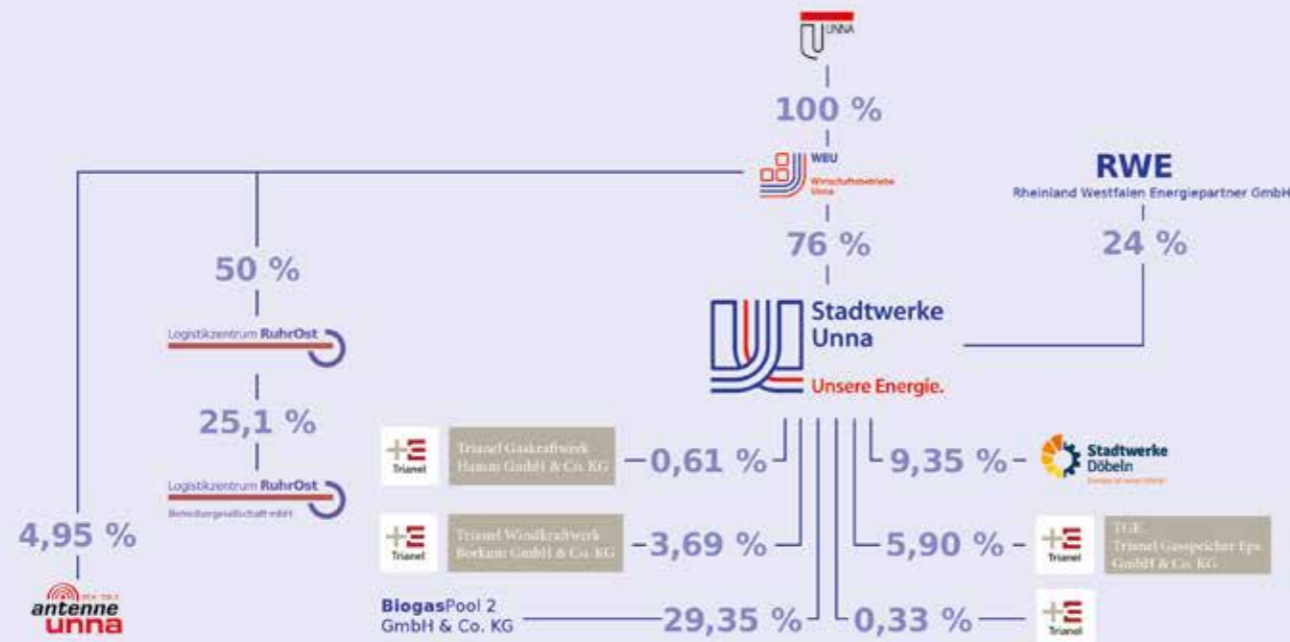 UNNA
100 %
WBU
Wirtschaftsbetriebe
Unna
RWE
Rheinland Westfalen Energiepartner GmbH
76 %
24 %
50 %
Stadtwerke
Unna
Unsere Energie.
Logistikzentrum RuhrOst
25,1 %
Logistikzentrum RuhrOst
Betreibergesellschaft mbH
4,95 %
antenne
unna
Trianel
Trianel Gaskraftwerk
Hamm GmbH & Co. KG
0,61 %
9,35 %
Stadtwerke
Döbeln
Trianel
Trianel Windkraftwerk
Borkum GmbH & Co. KG
3,69 %
5,90 %
Trianel
TGE
Trianel Gasspeicher Epe
GmbH & Co. KG
BiogasPool 2
GmbH & Co. KG
29,35 %
0,33 %
Trianel